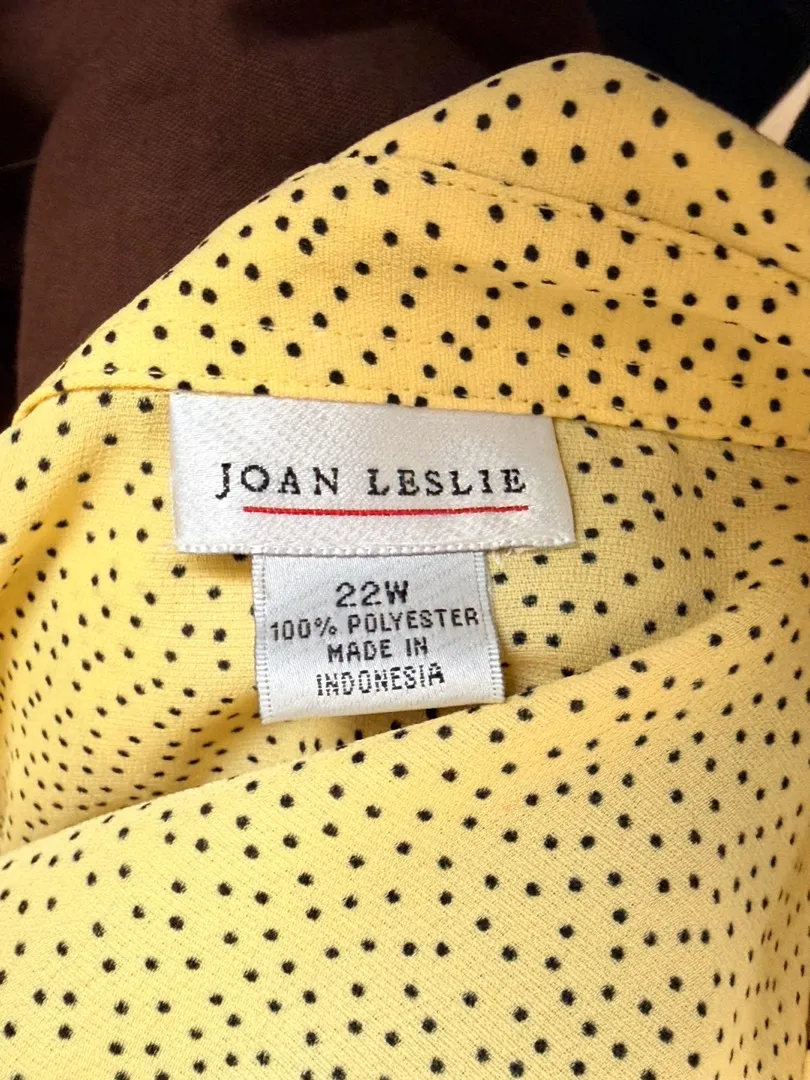 JOAN LESLIE
22W
100% POLYESTER
MADE IN
INDONESIA